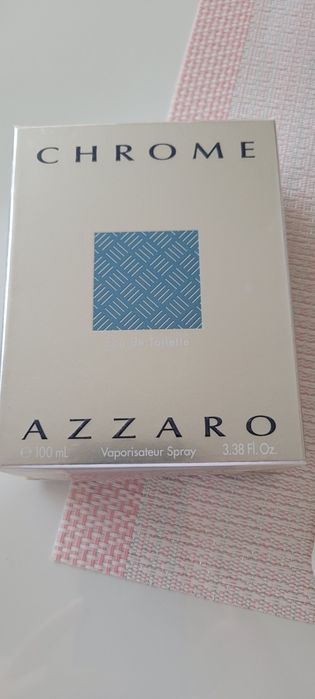 CHROME
Eau de Toilette
AZZARO
℮ 100 mL Vaporisateur Spray 3.38 Fl. Oz.